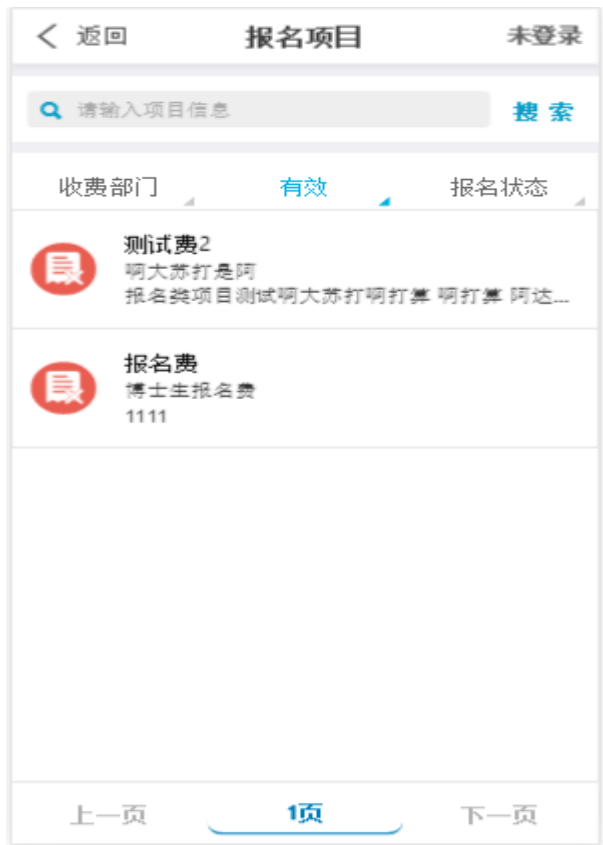 返回 报名项目 未登录
请输入项目信息 搜索
收费部门 有效 报名状态
测试费2
啊大苏打是阿
报名类项目测试啊大苏打啊打算 啊打算 阿达...
报名费
博士生报名费
1111
上一页 1页 下一页